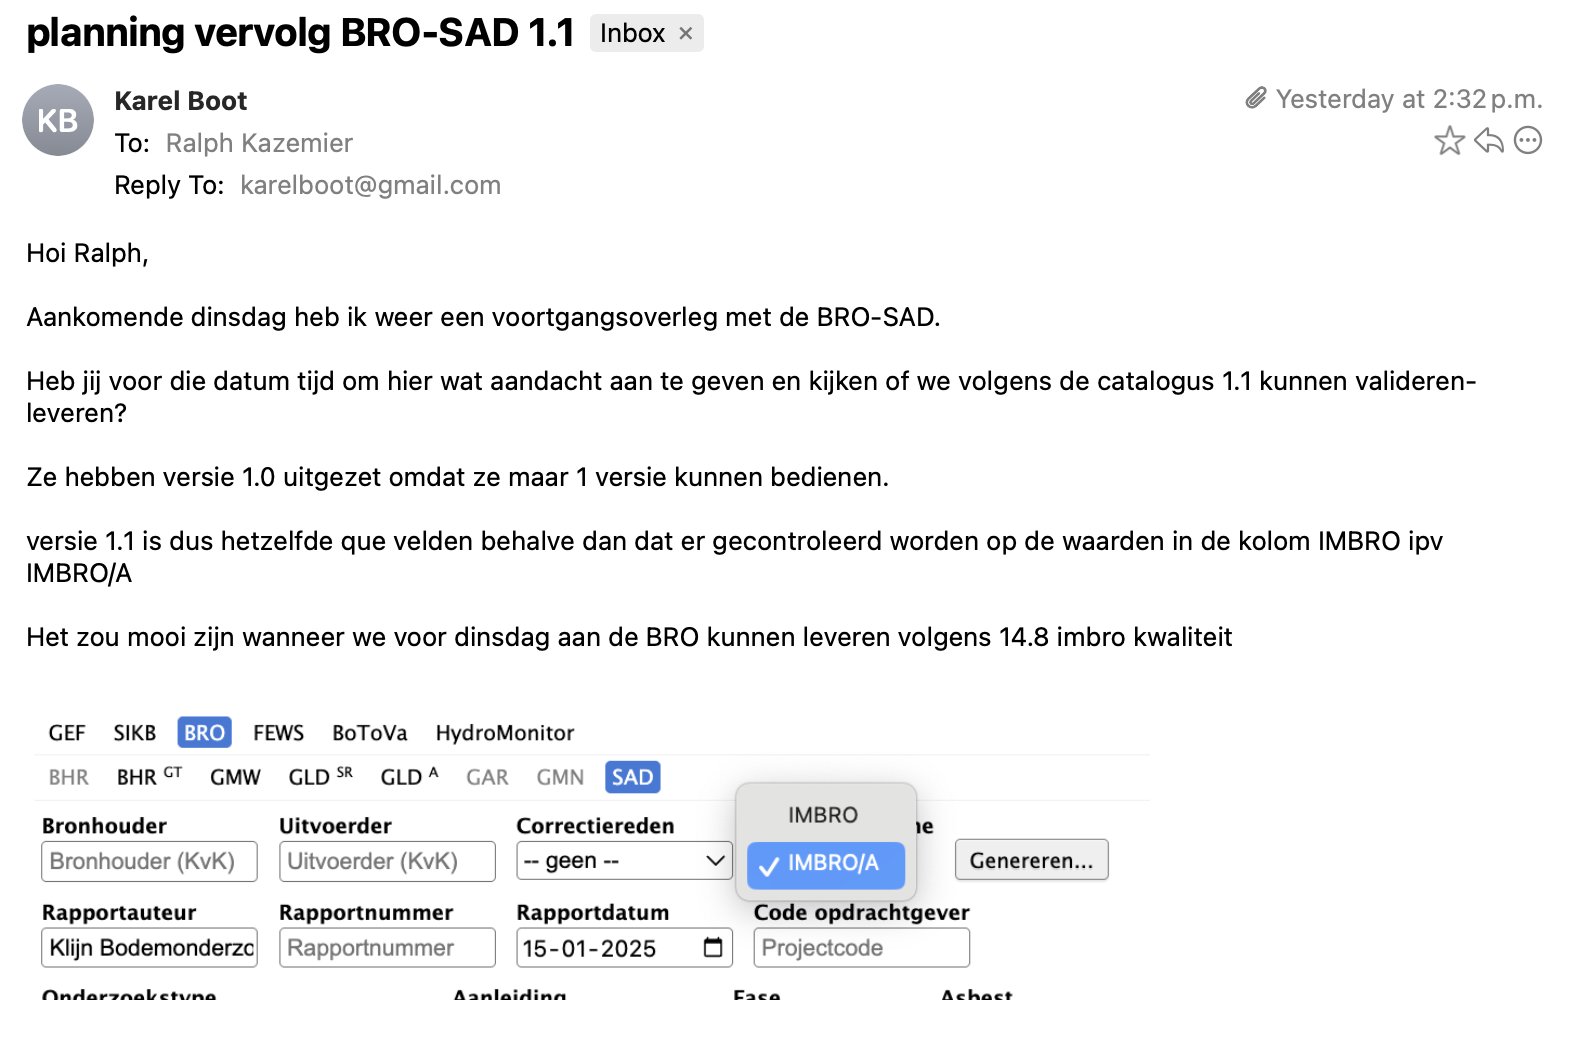 planning vervolg BRO-SAD 1.1 Inbox ×
KB
Karel Boot
Yesterday at 2:32 p.m.
To: Ralph Kazemier
Reply To: karelboot@gmail.com
Hoi Ralph,
Aankomende dinsdag heb ik weer een voortgangsoverleg met de BRO-SAD.
Heb jij voor die datum tijd om hier wat aandacht aan te geven en kijken of we volgens de catalogus 1.1 kunnen valideren-
leveren?
Ze hebben versie 1.0 uitgezet omdat ze maar 1 versie kunnen bedienen.
versie 1.1 is dus hetzelfde que velden behalve dan dat er gecontroleerd worden op de waarden in de kolom IMBRO ipv
IMBRO/A
Het zou mooi zijn wanneer we voor dinsdag aan de BRO kunnen leveren volgens 14.8 imbro kwaliteit
GEF SIKB BRO FEWS BoToVa HydroMonitor
BHR BHR GT GMW GLD SR GLD A GAR GMN SAD
IMBRO
✓ IMBRO/A
Bronhouder Uitvoerder Correctiereden
Bronhouder (KvK) Uitvoerder (KvK) -- geen -- Genereren...
Rapportauteur Rapportnummer Rapportdatum Code opdrachtgever
Klijn Bodemonderzo Rapportnummer 15-01-2025 Projectcode
Onderzoekstype Aanleiding Fase Asbest